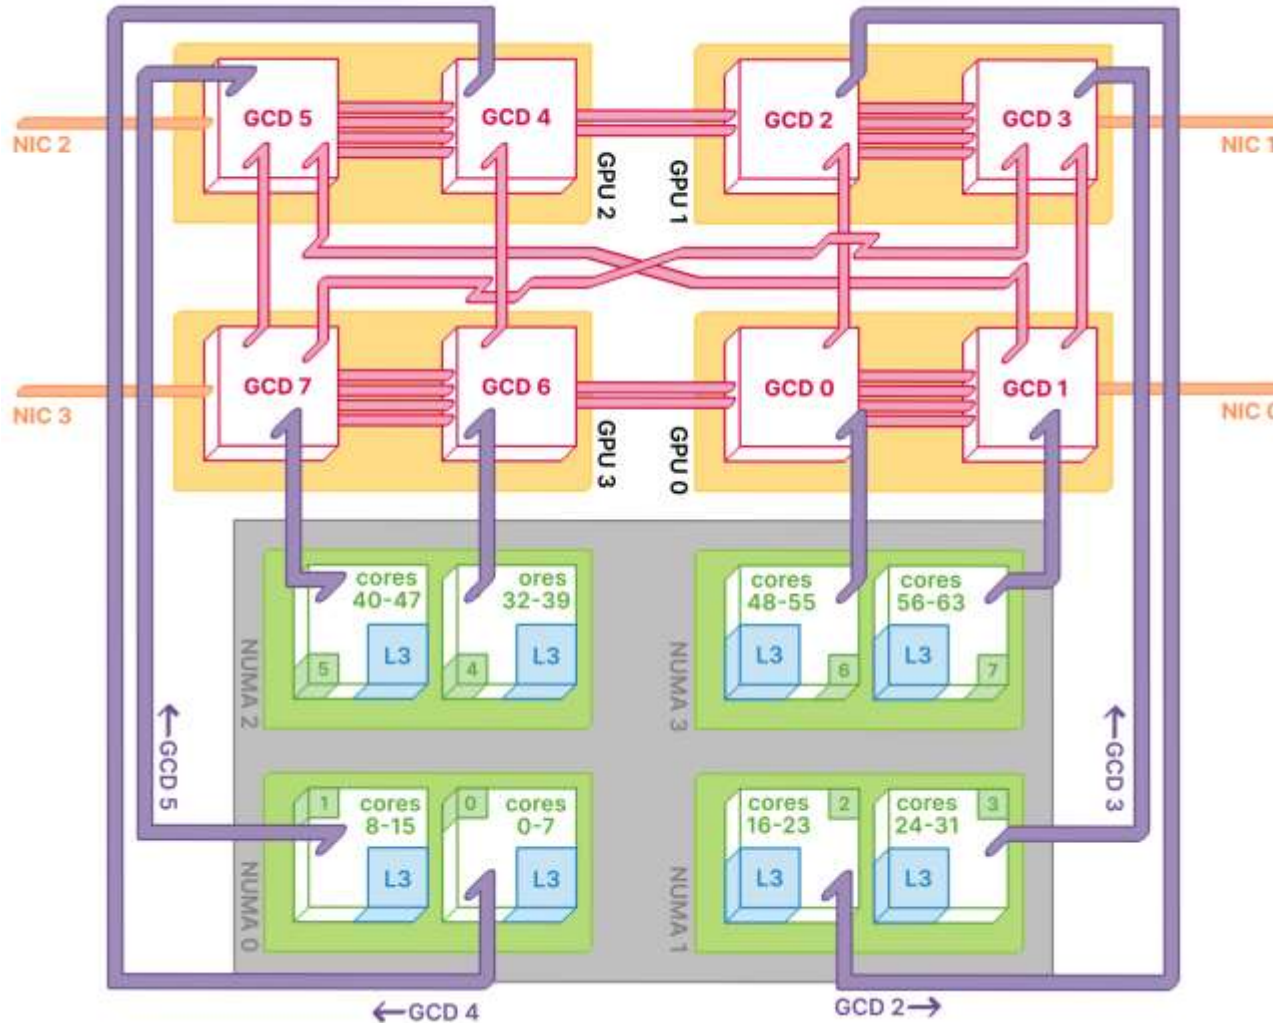 GCD 5
GCD 4
GCD 2
GCD 3
NIC 2
NIC 1
GPU 2
GPU 1
GCD 7
GCD 6
GCD 0
GCD 1
NIC 3
NIC 0
GPU 3
GPU 0
cores
40-47
L3
5
ores
32-39
L3
4
NUMA 2
cores
48-55
L3
6
cores
56-63
L3
7
NUMA 3
←GCD 5
←GCD 3
1
cores
8-15
L3
0
cores
0-7
L3
NUMA 0
cores
16-23
2
L3
cores
24-31
3
L3
NUMA 1
←GCD 4
GCD 2→